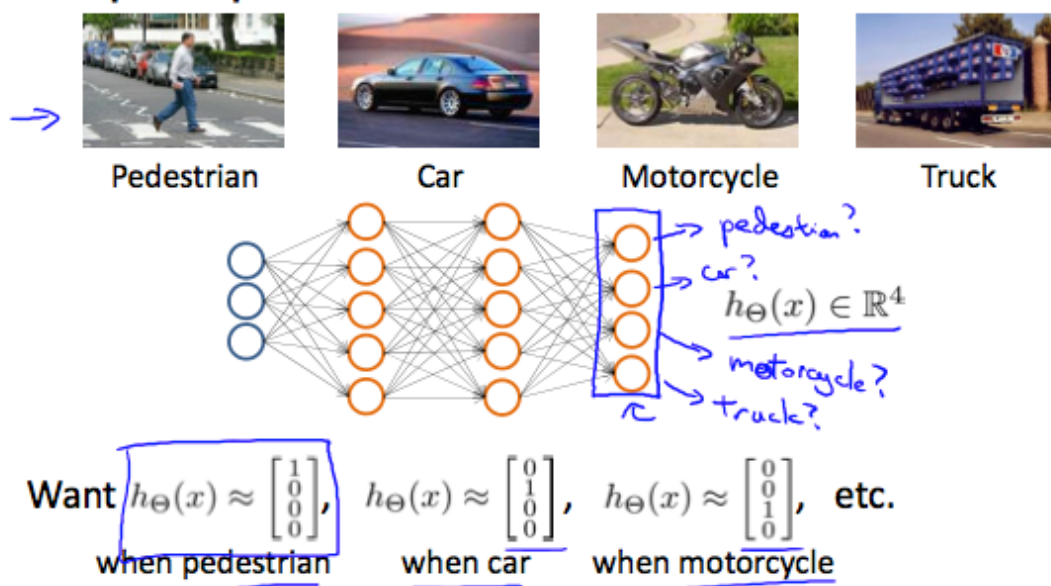 Pedestrian Car Motorcycle Truck
pedestian?
car?
hΘ(x) ∈ ℝ⁴
motorcycle?
truck?
Want hΘ(x) ≈ [1 0 0 0], hΘ(x) ≈ [0 1 0 0], hΘ(x) ≈ [0 0 1 0], etc.
when pedestrian when car when motorcycle